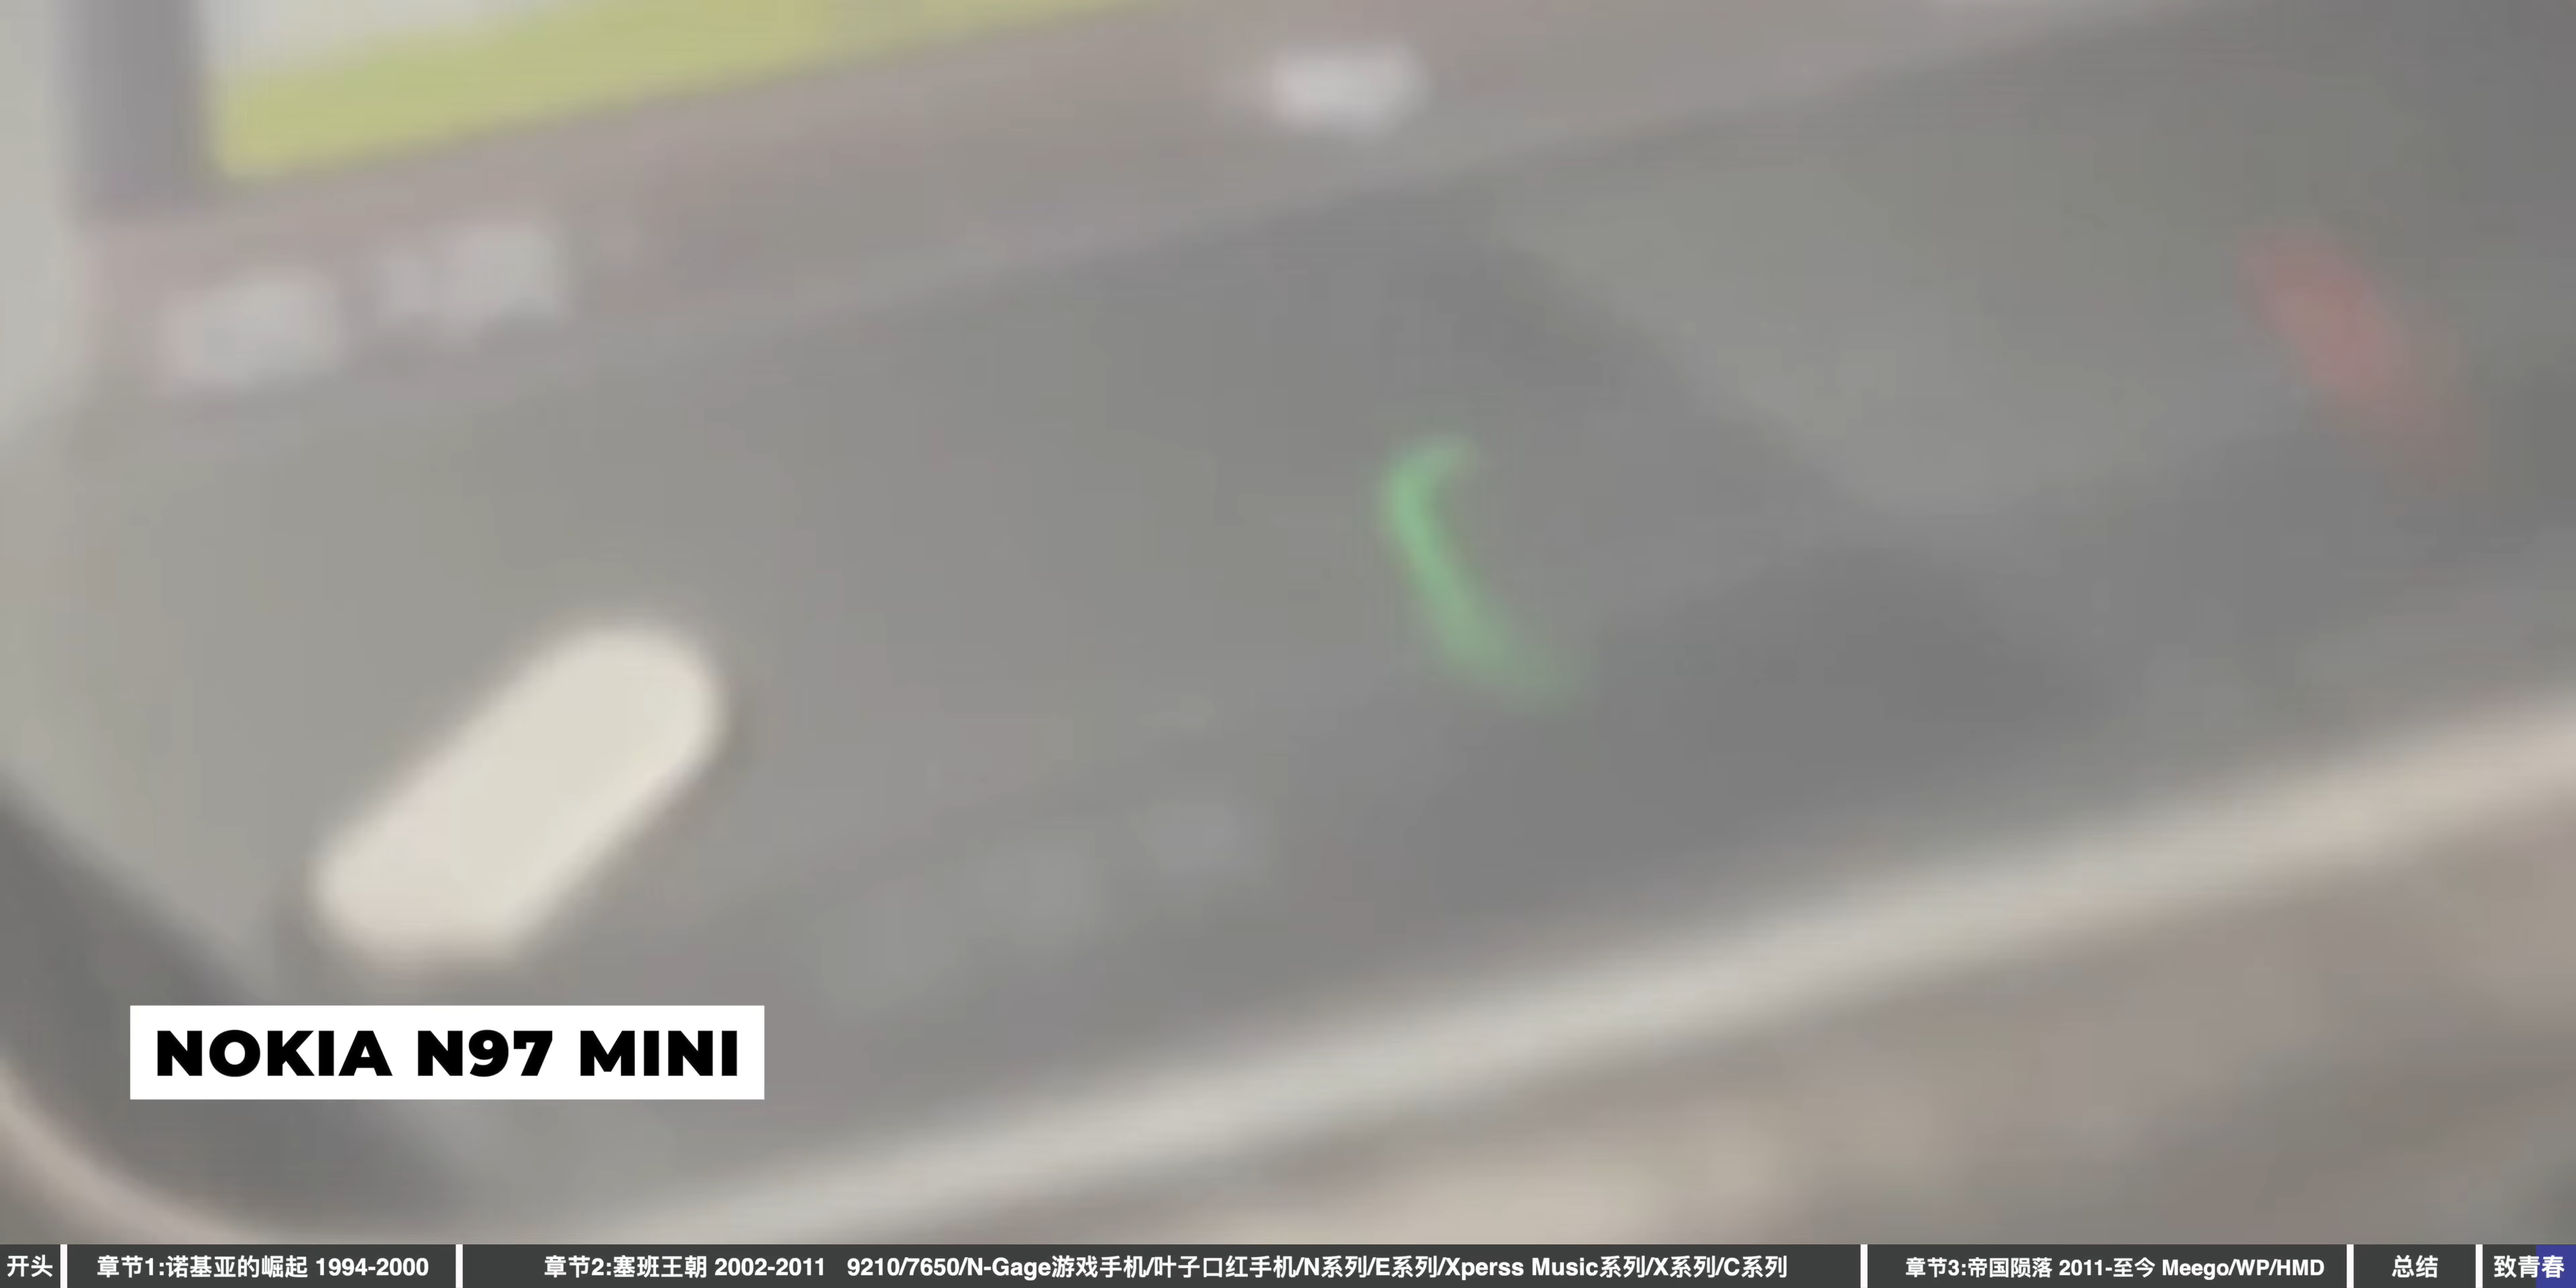 NOKIA N97 MINI
开头 章节1:诺基亚的崛起 1994-2000 章节2:塞班王朝 2002-2011 9210/7650/N-Gage游戏手机/叶子口红手机/N系列/E系列/Xperss Music系列/X系列/C系列 章节3:帝国陨落 2011-至今 Meego/WP/HMD 总结 致青春